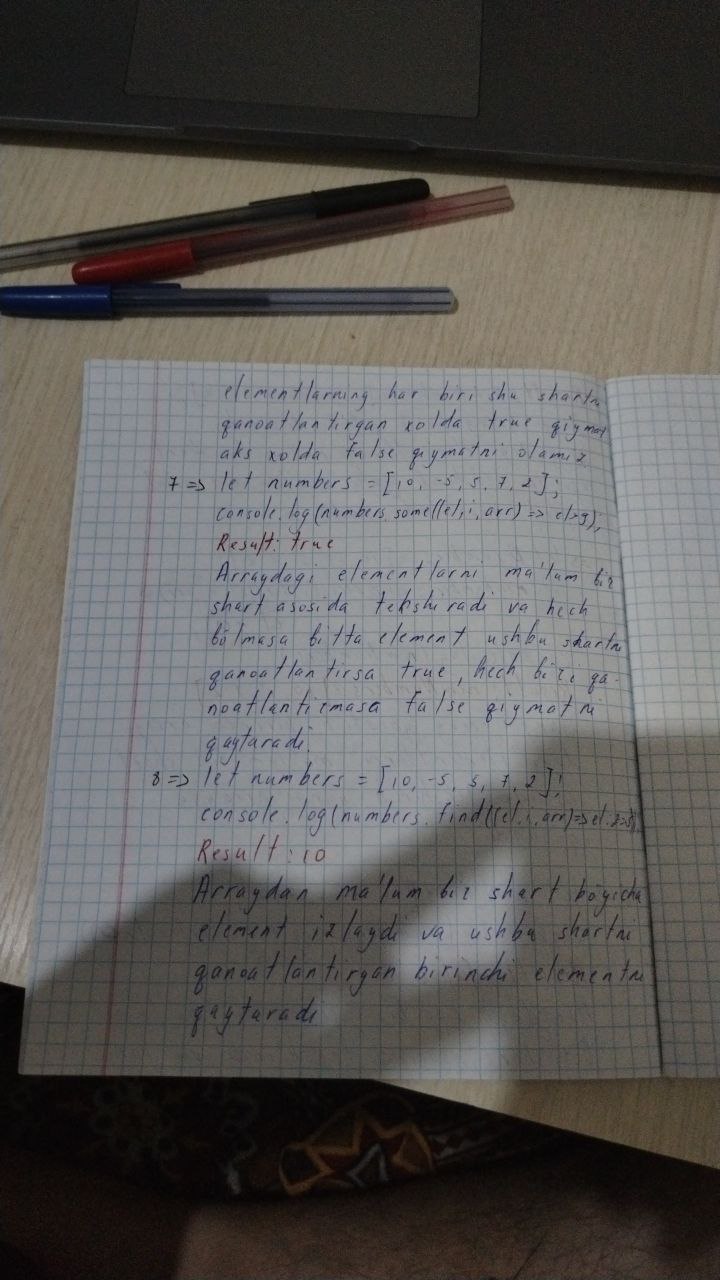 elementlarning har biri shu shartni
qanoatlantirgan xolda true qiymat
aks xolda false qiymatni olamiz.
7 => let numbers = [10, -5, 5, 7, 2];
console.log(numbers.some((el, i, arr) => el>9);
Result: true
Arraydagi elementlarni ma'lum bir
shart asosida tekshiradi va hech
bo'lmasa bitta element ushbu shartni
qanoatlantirsa true, hech biri qa-
noatlantirmasa false qiymatni
qaytaradi.
8 => let numbers = [10, -5, 5, 7, 2];
console.log(numbers.find((el, i, arr)=>
Result: 10
Arraydan ma'lum bir shart bo'yicha
element izlaydi va ushbu shartni
qanoatlantirgan birinchi elementni
qaytaradi